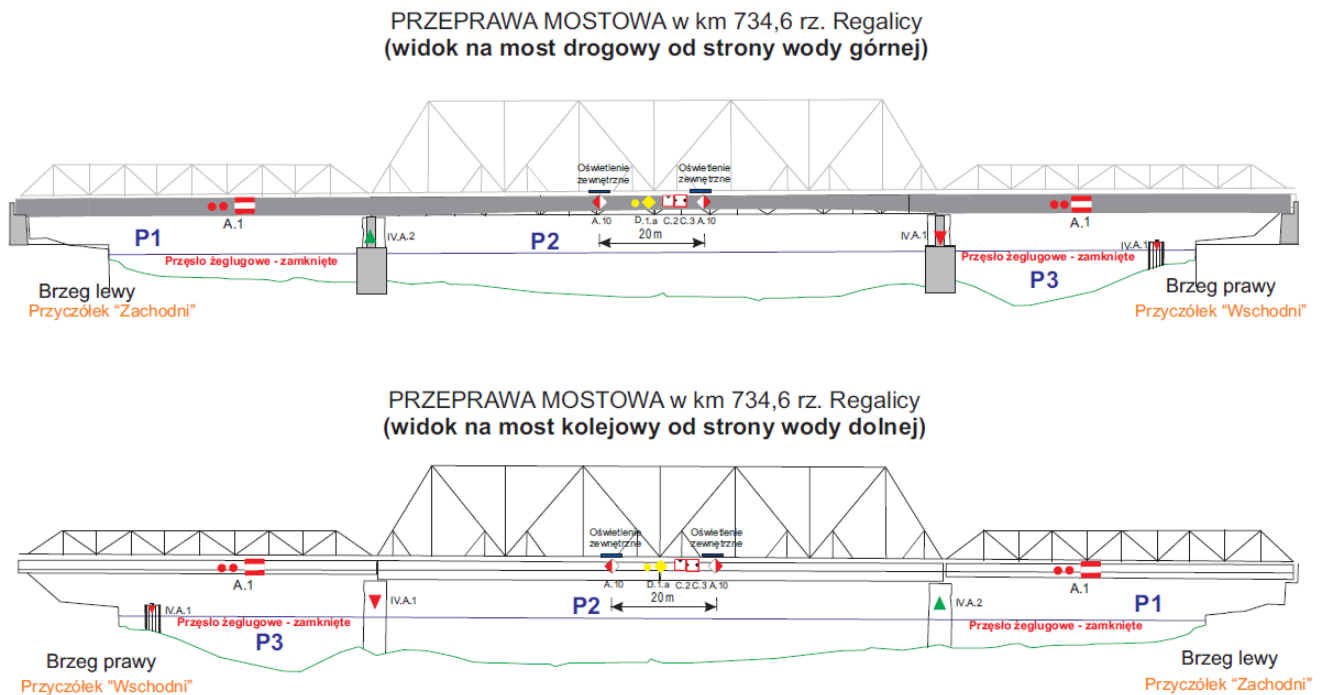 PRZEPRAWA MOSTOWA w km 734,6 rz. Regalicy
(widok na most drogowy od strony wody górnej)
Oświetlenie zewnętrzne
Oświetlenie zewnętrzne
A.1
A.10
D.1.a
C.2
C.3
A.10
A.1
20 m
P1
IV.A.2
P2
IV.A.1
IV.A.1
Przęsło żeglugowe - zamknięte
Przęsło żeglugowe - zamknięte
P3
Brzeg lewy
Przyczółek “Zachodni”
Brzeg prawy
Przyczółek “Wschodni”
PRZEPRAWA MOSTOWA w km 734,6 rz. Regalicy
(widok na most kolejowy od strony wody dolnej)
Oświetlenie zewnętrzne
Oświetlenie zewnętrzne
A.1
A.10
D.1.a
C.2
C.3
A.10
A.1
20 m
IV.A.1
IV.A.1
P2
IV.A.2
P1
Przęsło żeglugowe - zamknięte
Przęsło żeglugowe - zamknięte
P3
Brzeg prawy
Przyczółek “Wschodni”
Brzeg lewy
Przyczółek “Zachodni”